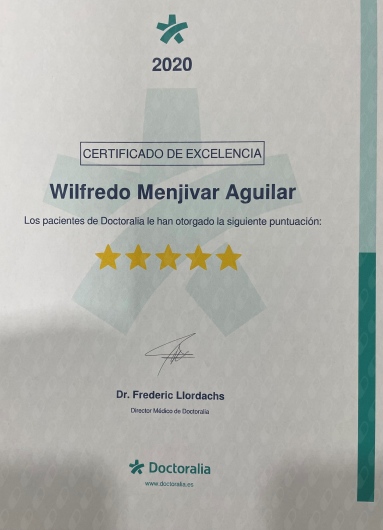 2020
CERTIFICADO DE EXCELENCIA
Wilfredo Menjivar Aguilar
Los pacientes de Doctoralia le han otorgado la siguiente puntuación:
Dr. Frederic Llordachs
Director Médico de Doctoralia
Doctoralia
www.doctoralia.es